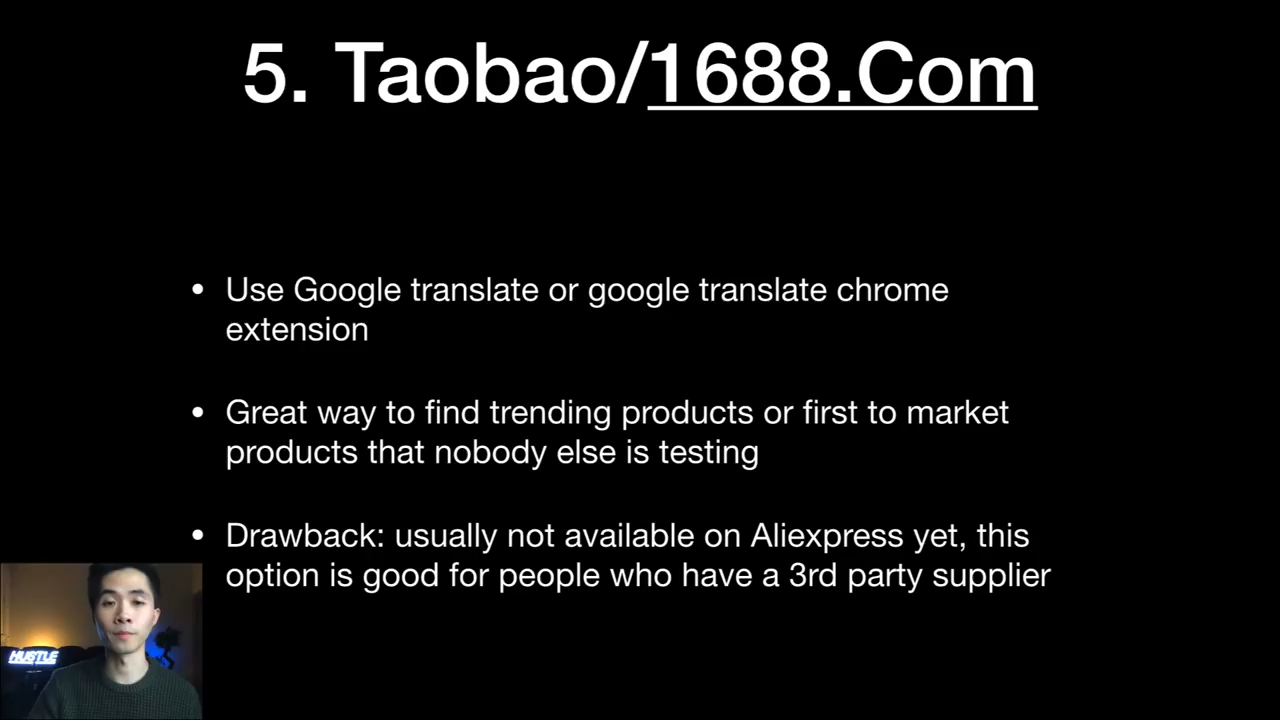 5. Taobao/1688.Com
• Use Google translate or google translate chrome
extension
• Great way to find trending products or first to market
products that nobody else is testing
• Drawback: usually not available on Aliexpress yet, this
option is good for people who have a 3rd party supplier
HUSTLE